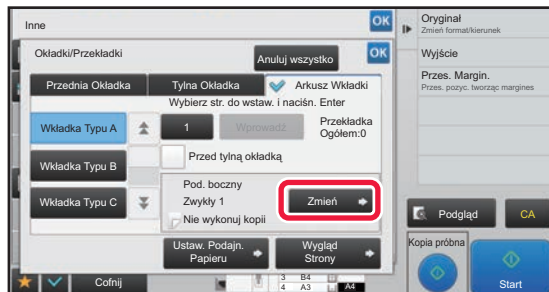 Inne
OK
Okładki/Przekładki
Anuluj wszystko
OK
Przednia Okładka
Tylna Okładka
Arkusz Wkładki
Wybierz str. do wstaw. i naciśn. Enter
Wkładka Typu A
1
Wprowadź
Przekładka
Ogółem:0
Wkładka Typu B
Przed tylną okładką
Wkładka Typu C
Pod. boczny
Zwykły 1
Nie wykonuj kopii
Zmień
Ustaw. Podajn.
Papieru
Wygląd
Strony
Cofnij
3 B4
4 A3
A4
Oryginał
Zmień format/kierunek
Wyjście
Przes. Margin.
Przes. pozyc. tworząc margines
Podgląd
CA
Kopia próbna
Start